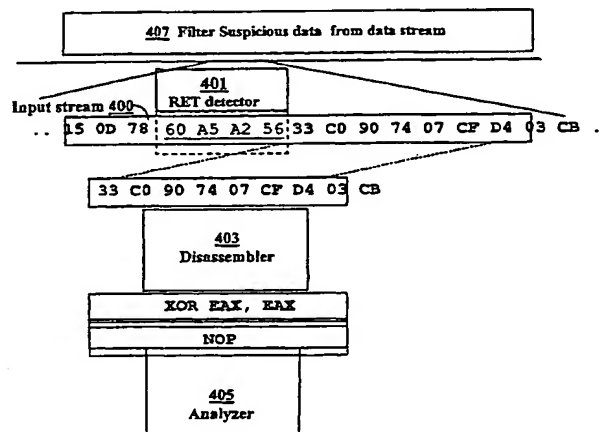 407 Filter Suspicious data from data stream
401
RET detector
Input stream 400
.. 15 0D 78 60 A5 A2 56 33 C0 90 74 07 CF D4 03 CB .
33 C0 90 74 07 CF D4 03 CB
403
Disassembler
XOR EAX, EAX
NOP
405
Analyzer